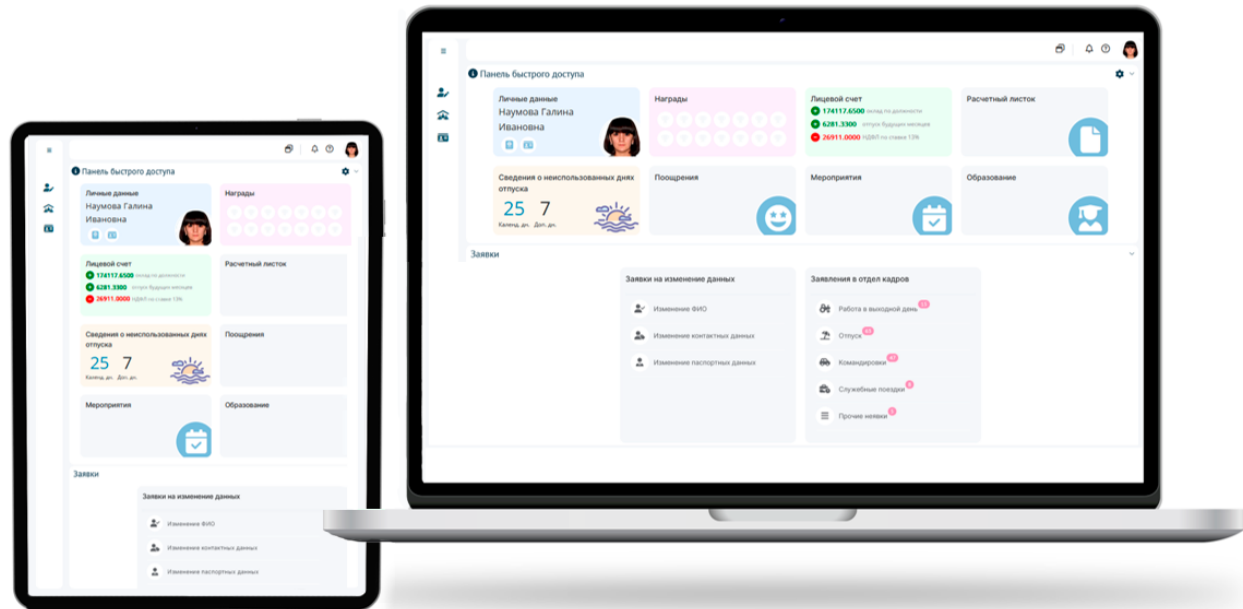 Панель быстрого доступа
Личные данные
Наумова Галина
Ивановна
Награды
Лицевой счет
174117.6500 оклад по должности
6281.3300 отпуск будущих месяцев
26911.0000 НДФЛ по ставке 13%
Расчетный листок
Сведения о неиспользованных днях
отпуска
25 7
Календ. дн. Доп. дн.
Поощрения
Мероприятия
Образование
Заявки
Заявки на изменение данных
Изменение ФИО
Изменение контактных данных
Изменение паспортных данных
Заявления в отдел кадров
Работа в выходной день
Отпуск
Командировки 47
Служебные поездки
Прочие неявки
Панель быстрого доступа
Личные данные
Наумова Галина
Ивановна
Награды
Лицевой счет
174117.6500 оклад по должности
6281.3300 отпуск будущих месяцев
26911.0000 НДФЛ по ставке 13%
Расчетный листок
Сведения о неиспользованных днях
отпуска
25 7
Календ. дн. Доп. дн.
Поощрения
Мероприятия
Образование
Заявки
Заявки на изменение данных
Изменение ФИО
Изменение контактных данных
Изменение паспортных данных